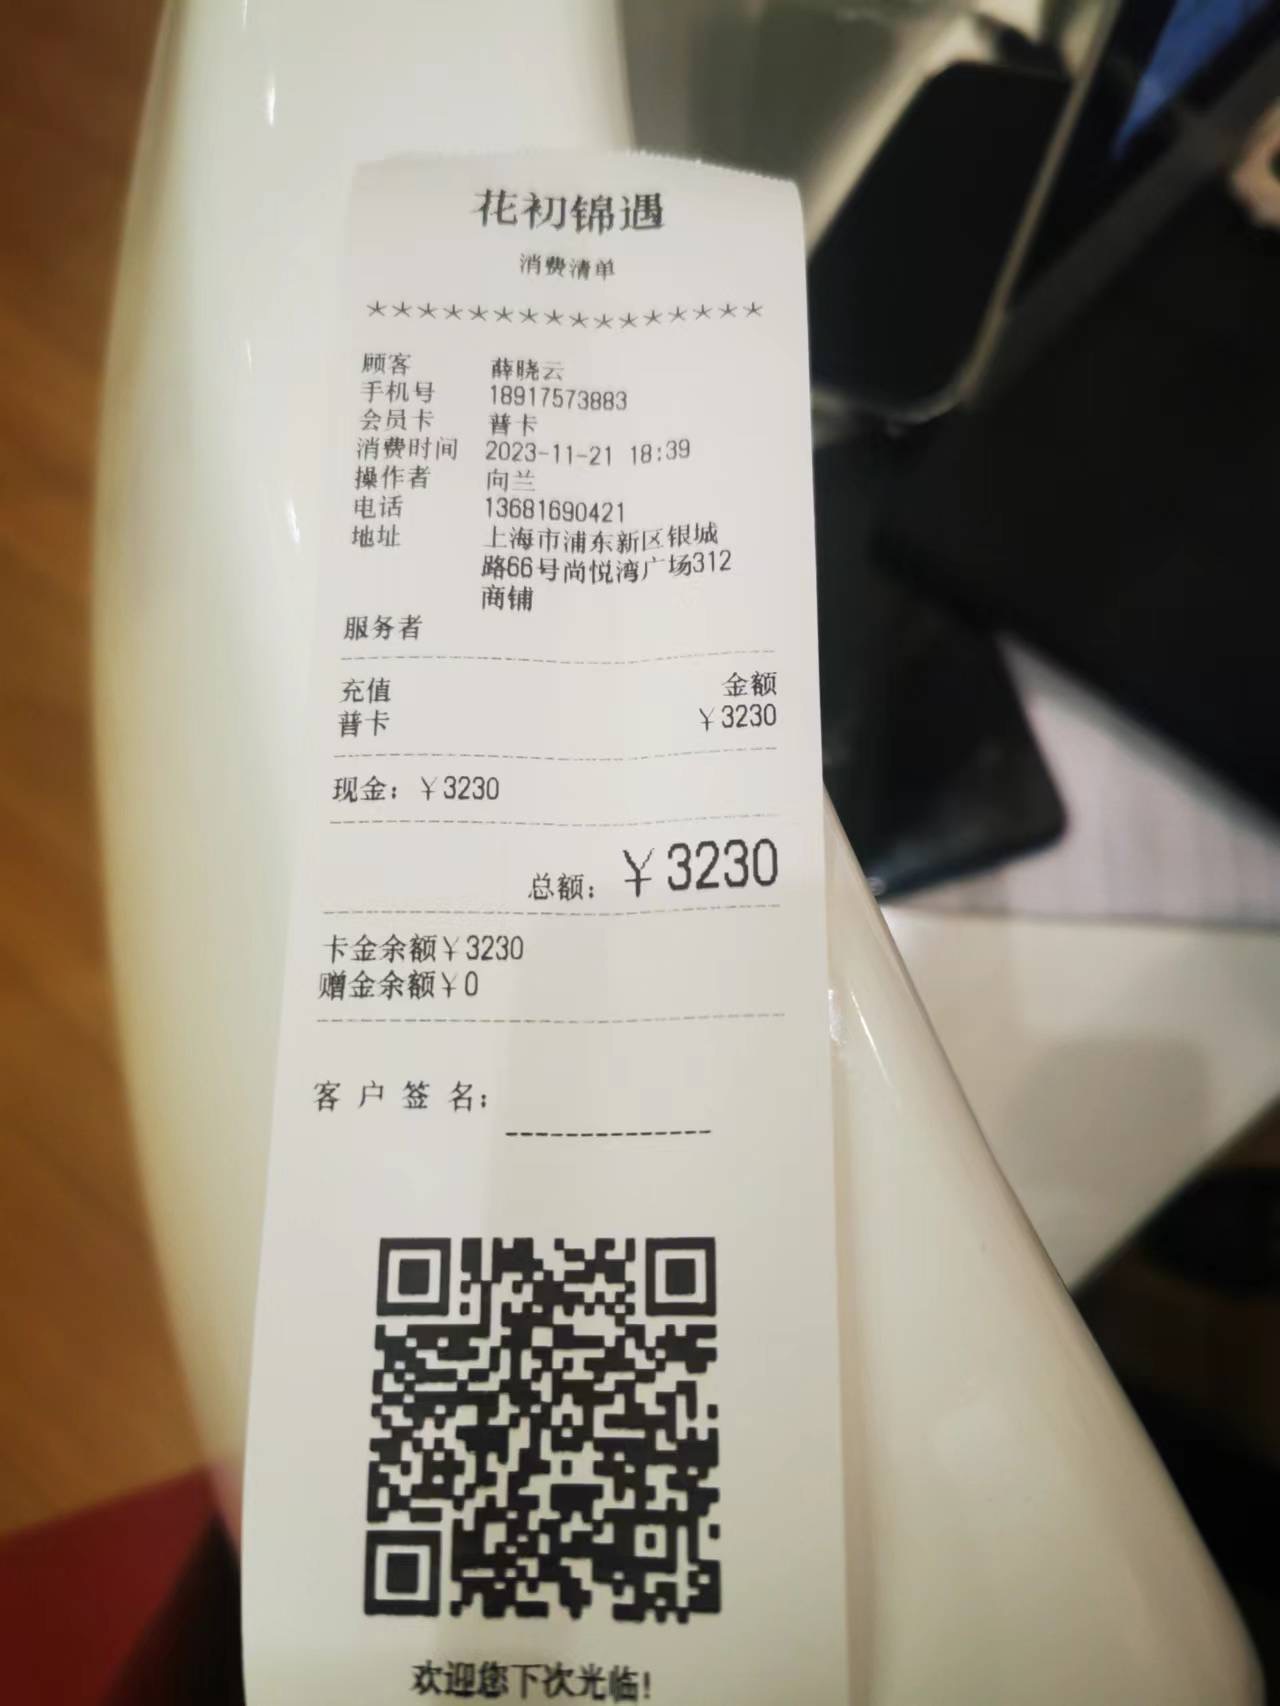 花初锦遇
消费清单
****************
顾客 薛晓云
手机号 18917573883
会员卡 普卡
消费时间 2023-11-21 18:39
操作者 向兰
电话 13681690421
地址 上海市浦东新区银城
路66号尚悦湾广场312
商铺
服务者
充值 金额
普卡 ￥3230
现金：￥3230
总额：￥3230
卡金余额￥3230
赠金余额￥0
客户签名：
欢迎您下次光临!